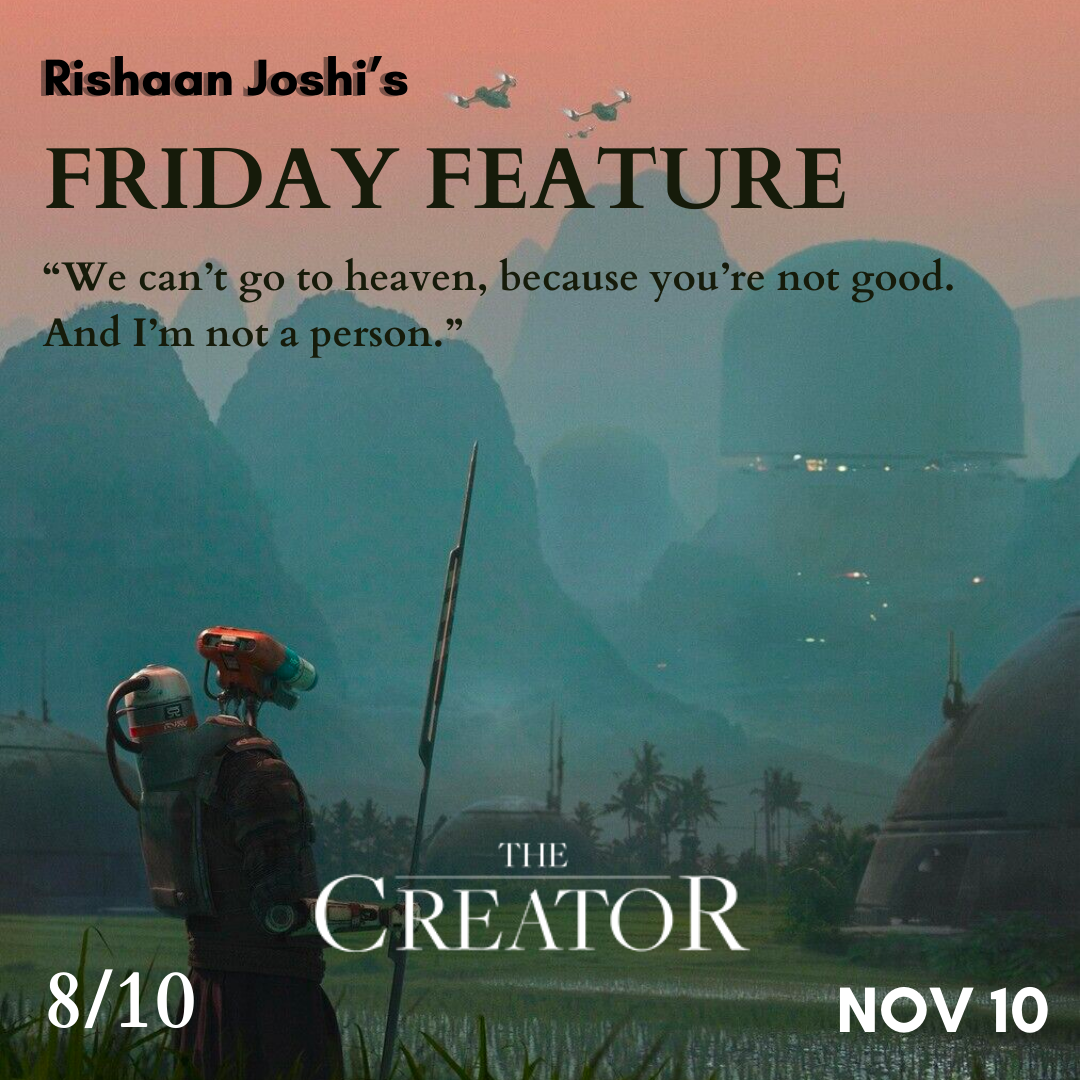 Rishaan Joshi’s
FRIDAY FEATURE
“We can’t go to heaven, because you’re not good.
And I’m not a person.”
THE
CREATOR
8/10
NOV 10